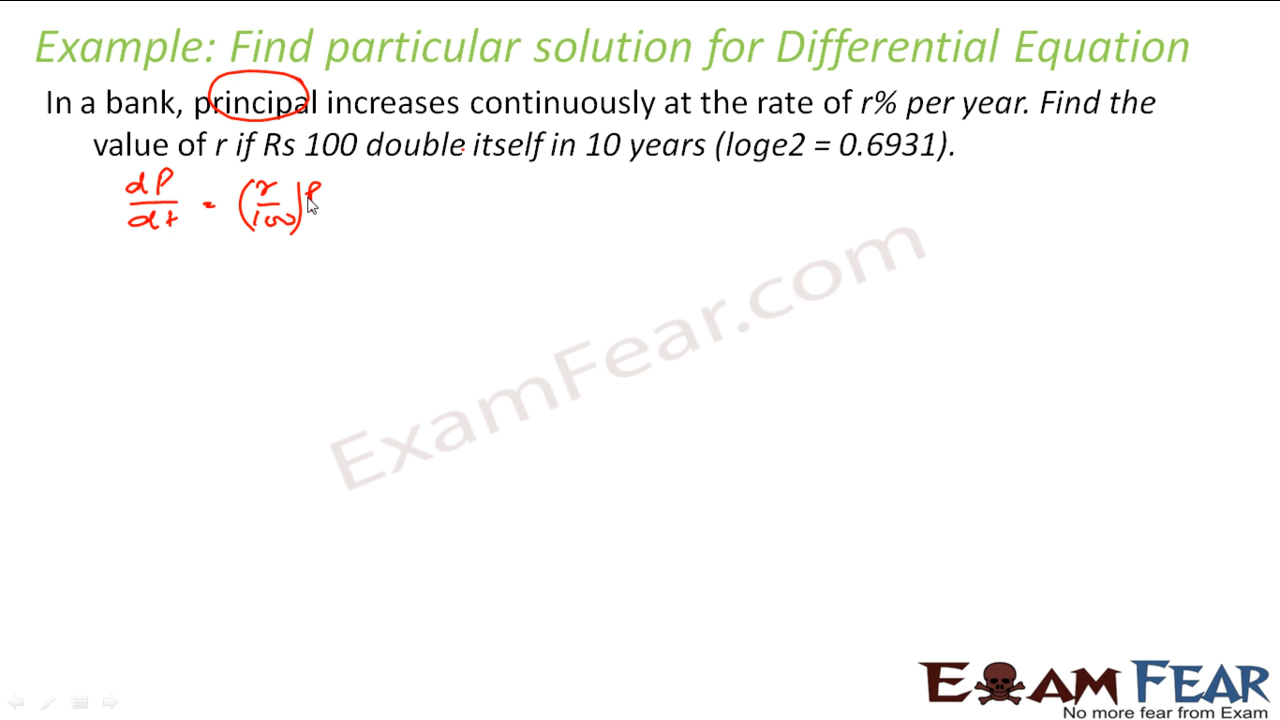 Example: Find particular solution for Differential Equation
In a bank, principal increases continuously at the rate of r% per year. Find the
value of r if Rs 100 double itself in 10 years (loge2 = 0.6931).
dP/dt = (r/100)P
ExamFear.com
EXAM FEAR
No more fear from Exam